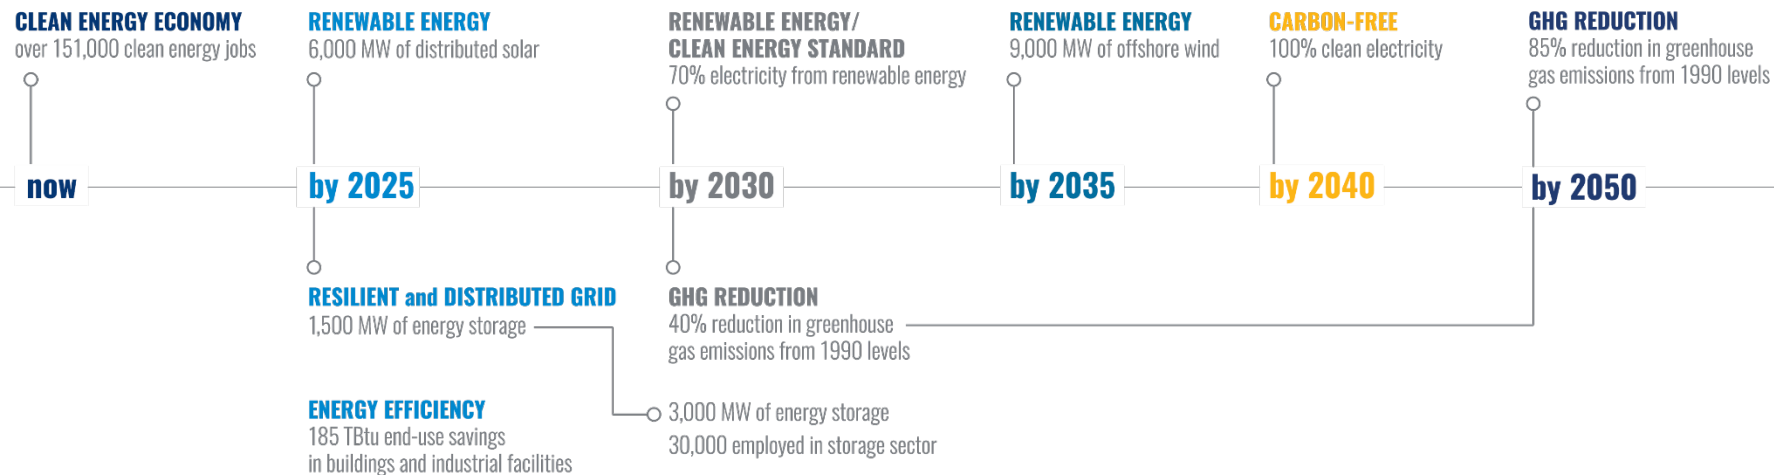 CLEAN ENERGY ECONOMY
over 151,000 clean energy jobs
RENEWABLE ENERGY
6,000 MW of distributed solar
RENEWABLE ENERGY/
CLEAN ENERGY STANDARD
70% electricity from renewable energy
RENEWABLE ENERGY
9,000 MW of offshore wind
CARBON-FREE
100% clean electricity
GHG REDUCTION
85% reduction in greenhouse
gas emissions from 1990 levels
now
by 2025
by 2030
by 2035
by 2040
by 2050
RESILIENT and DISTRIBUTED GRID
1,500 MW of energy storage
ENERGY EFFICIENCY
185 TBtu end-use savings
in buildings and industrial facilities
GHG REDUCTION
40% reduction in greenhouse
gas emissions from 1990 levels
3,000 MW of energy storage
30,000 employed in storage sector